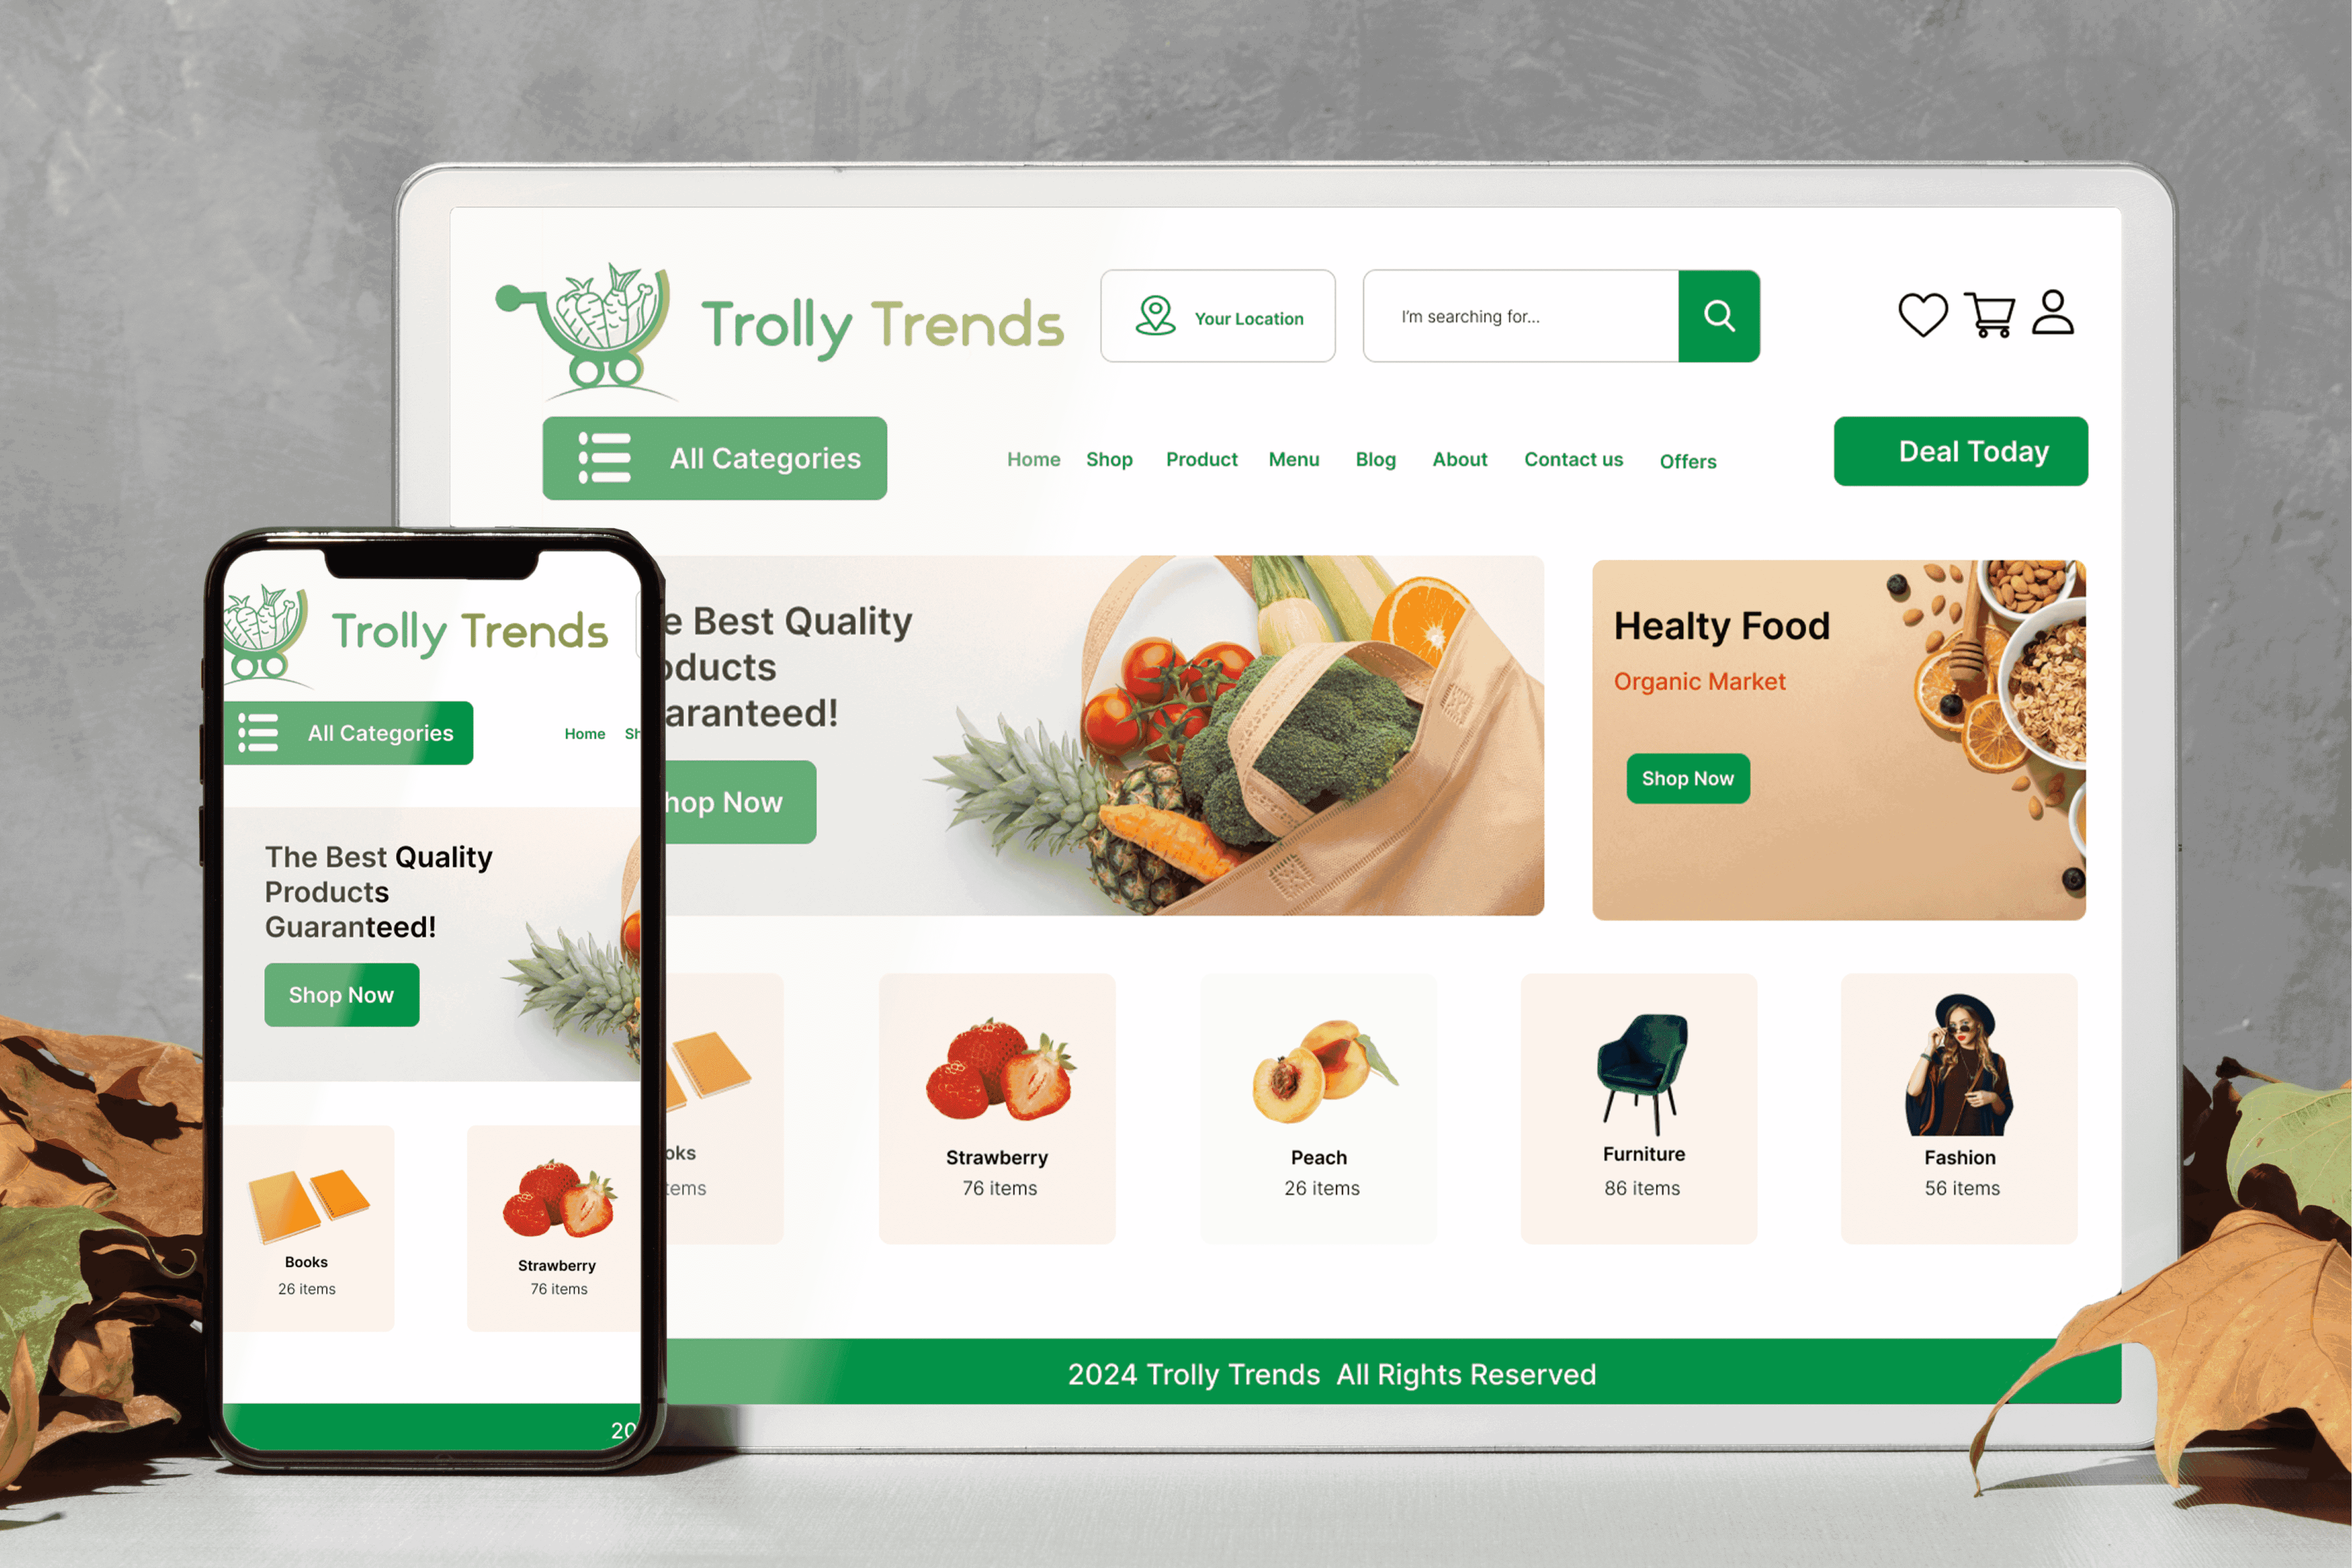 Trolly Trends
Your Location
I'm searching for...
All Categories
Home Shop Product Menu Blog About Contact us Offers
Deal Today
e Best Quality
oducts
aranteed!
hop Now
Healty Food
Organic Market
Shop Now
oks
tems
Strawberry
76 items
Peach
26 items
Furniture
86 items
Fashion
56 items
2024 Trolly Trends All Rights Reserved
Trolly Trends
All Categories
Home Sh
The Best Quality
Products
Guaranteed!
Shop Now
Books
26 items
Strawberry
76 items
20